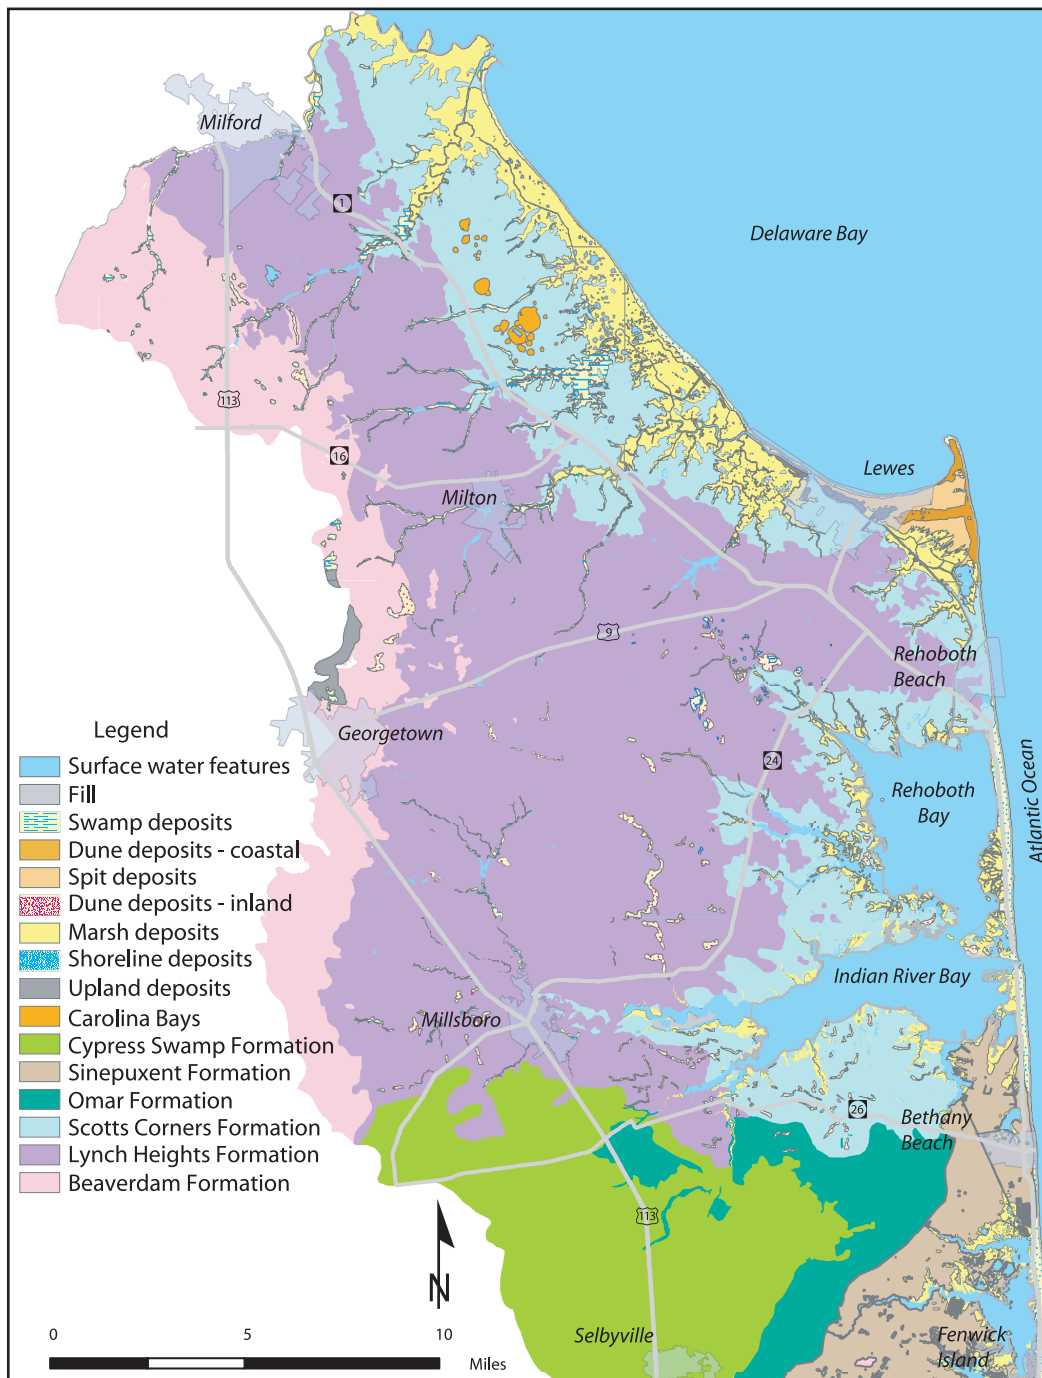 Milford
1
Delaware Bay
113
16
Lewes
Milton
9
Rehoboth
Beach
Georgetown
24
Rehoboth
Bay
Atlantic Ocean
Legend
Surface water features
Fill
Swamp deposits
Dune deposits - coastal
Spit deposits
Dune deposits - inland
Marsh deposits
Shoreline deposits
Upland deposits
Carolina Bays
Cypress Swamp Formation
Sinepuxent Formation
Omar Formation
Scotts Corners Formation
Lynch Heights Formation
Beaverdam Formation
Indian River Bay
Millsboro
26
Bethany
Beach
113
N
Selbyville
Fenwick
Island
0 5 10
Miles